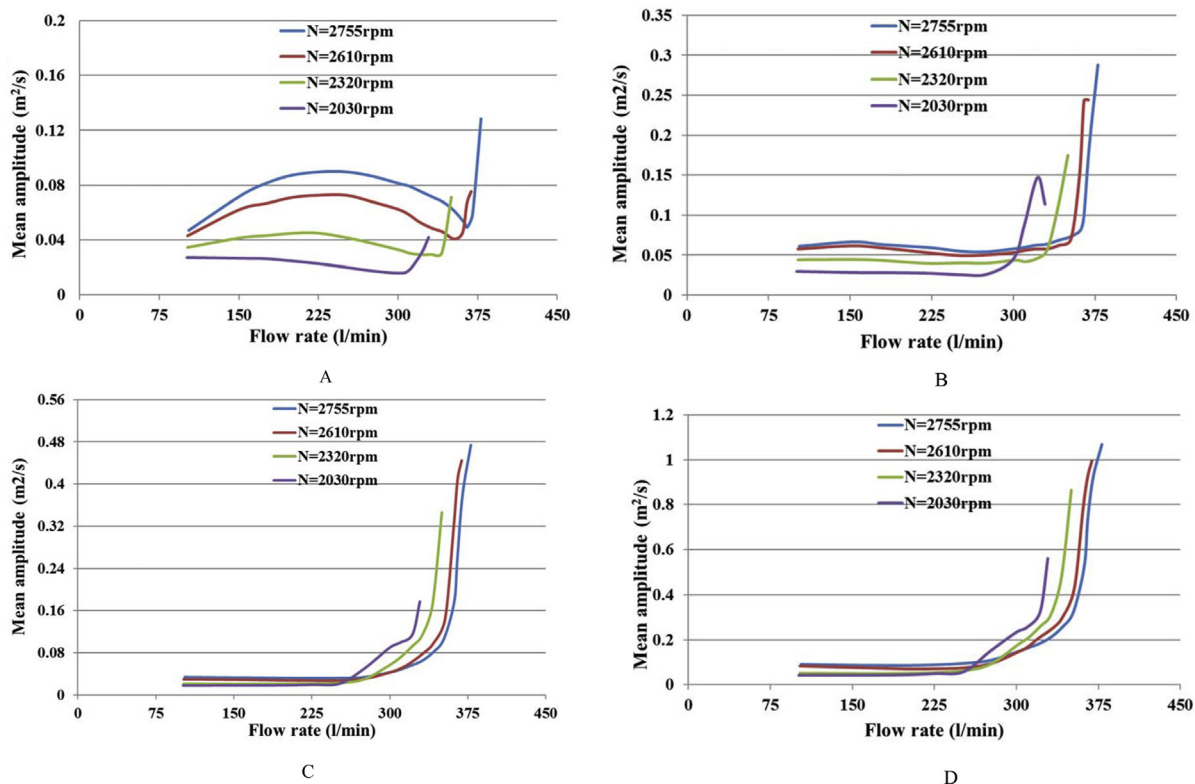 0.2
0.16
0.12
0.08
0.04
0
Mean amplitude (m²/s)
N=2755rpm
N=2610rpm
N=2320rpm
N=2030rpm
0 75 150 225 300 375 450
Flow rate (l/min)
A
0.35
0.3
0.25
0.2
0.15
0.1
0.05
0
Mean amplitude (m2/s)
N=2755rpm
N=2610rpm
N=2320rpm
N=2030rpm
0 75 150 225 300 375 450
Flow rate (l/min)
B
0.56
0.48
0.4
0.32
0.24
0.16
0.08
0
Mean amplitude (m2/s)
N=2755rpm
N=2610rpm
N=2320rpm
N=2030rpm
0 75 150 225 300 375 450
Flow rate (l/min)
C
1.2
1
0.8
0.6
0.4
0.2
0
Mean amplitude (m²/s)
N=2755rpm
N=2610rpm
N=2320rpm
N=2030rpm
0 75 150 225 300 375 450
Flow rate (l/min)
D